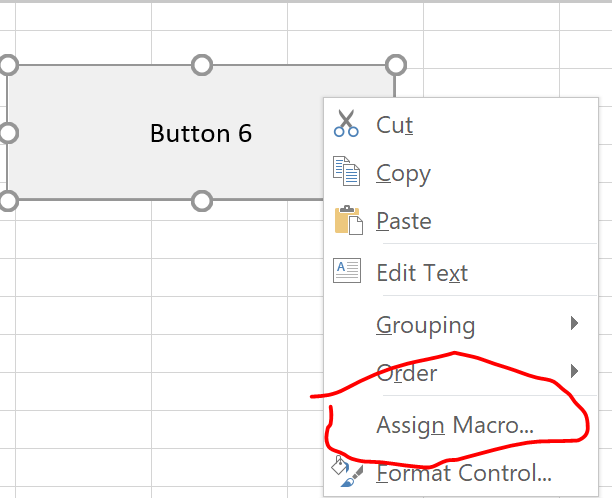 Button 6
Cut
Copy
Paste
Edit Text
Grouping
Order
Assign Macro...
Format Control...